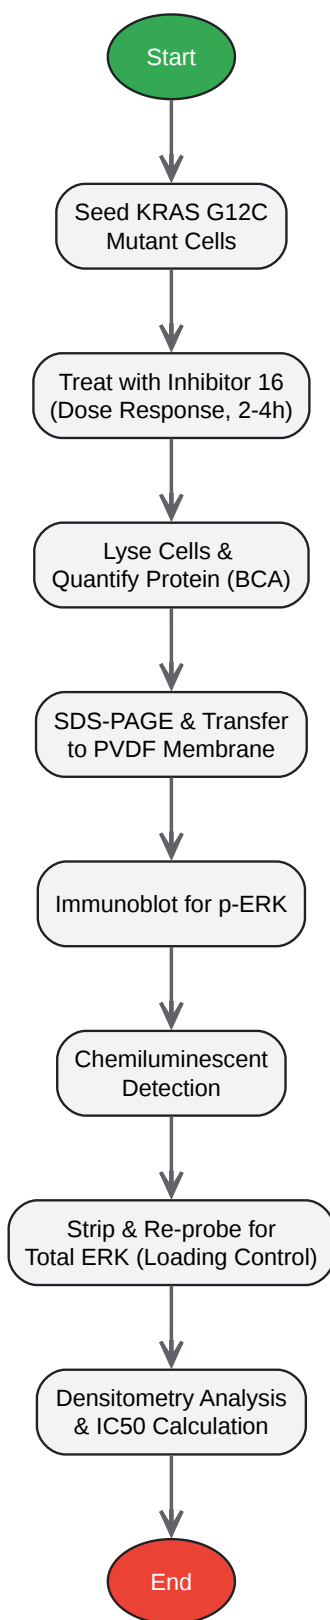 Start
Seed KRAS G12C
Mutant Cells
Treat with Inhibitor 16
(Dose Response, 2-4h)
Lyse Cells &
Quantify Protein (BCA)
SDS-PAGE & Transfer
to PVDF Membrane
Immunoblot for p-ERK
Chemiluminescent
Detection
Strip & Re-probe for
Total ERK (Loading Control)
Densitometry Analysis
& IC50 Calculation
End